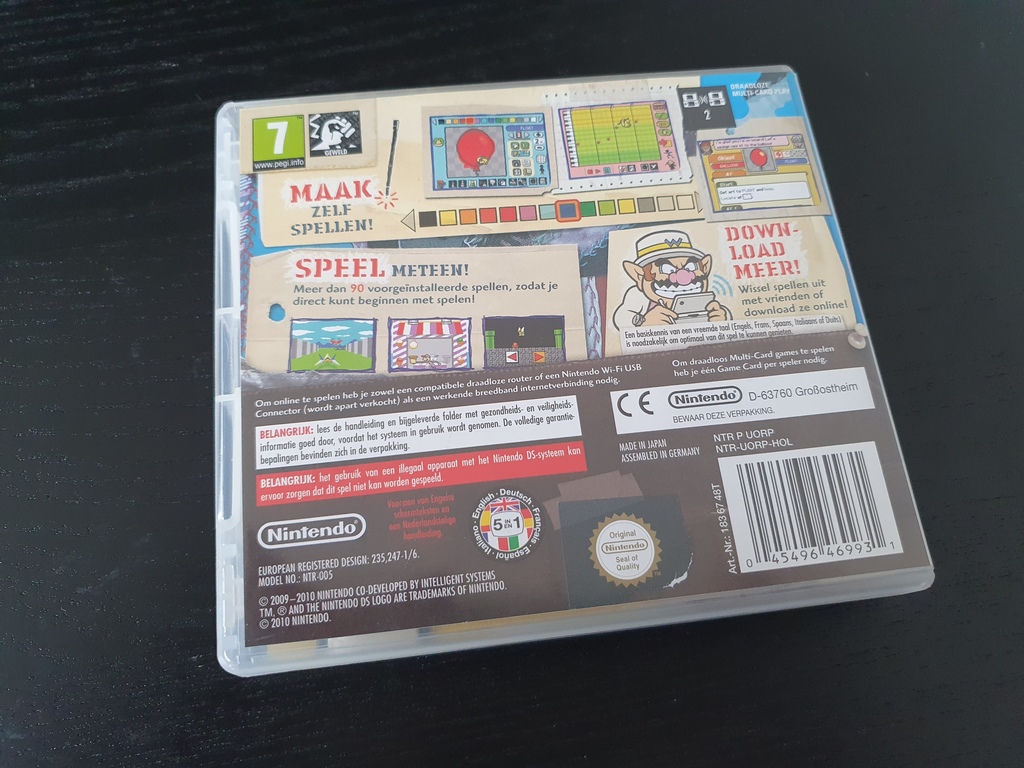 7
www.pegi.info
GEWELD
2
DRAADLOZE
MULTI-CARD PLAY
MAAK
ZELF
SPELLEN!
SPEEL METEEN!
Meer dan 90 voorgeïnstalleerde spellen, zodat je
direct kunt beginnen met spelen!
DOWN-
LOAD
MEER!
Wissel spellen uit
met vrienden of
download ze online!
Een basiskennis van een vreemde taal (Engels, Frans, Spaans, Italiaans of Duits)
is noodzakelijk om optimaal van dit spel te kunnen genieten.
Om online te spelen heb je zowel een compatibele draadloze router of een Nintendo Wi-Fi USB
Connector (wordt apart verkocht) als een werkende breedband internetverbinding nodig.
Om draadloos Multi-Card games te spelen
heb je één Game Card per speler nodig.
BELANGRIJK: lees de handleiding en bijgeleverde folder met gezondheids- en veiligheids-
informatie goed door, voordat het systeem in gebruik wordt genomen. De volledige garantie-
bepalingen bevinden zich in de verpakking.
BELANGRIJK: het gebruik van een illegaal apparaat met het Nintendo DS-systeem kan
ervoor zorgen dat dit spel niet kan worden gespeeld.
CE Nintendo® D-63760 Großostheim
BEWAAR DEZE VERPAKKING.
MADE IN JAPAN
ASSEMBLED IN GERMANY
NTR P UORP
NTR-UORP-HOL
Voorzien van Engelse
schermteksten en
een Nederlandstalige
handleiding.
Nintendo®
English · Deutsch · Français · Español · Italiano
5 IN EN 1
Original
Nintendo
Seal of
Quality
Art.-Nr.: 183 67 48T
0 45496 46993 1
EUROPEAN REGISTERED DESIGN: 235,247-1/6.
MODEL NO.: NTR-005
© 2009–2010 NINTENDO CO-DEVELOPED BY INTELLIGENT SYSTEMS
TM, ® AND THE NINTENDO DS LOGO ARE TRADEMARKS OF NINTENDO.
© 2010 NINTENDO.